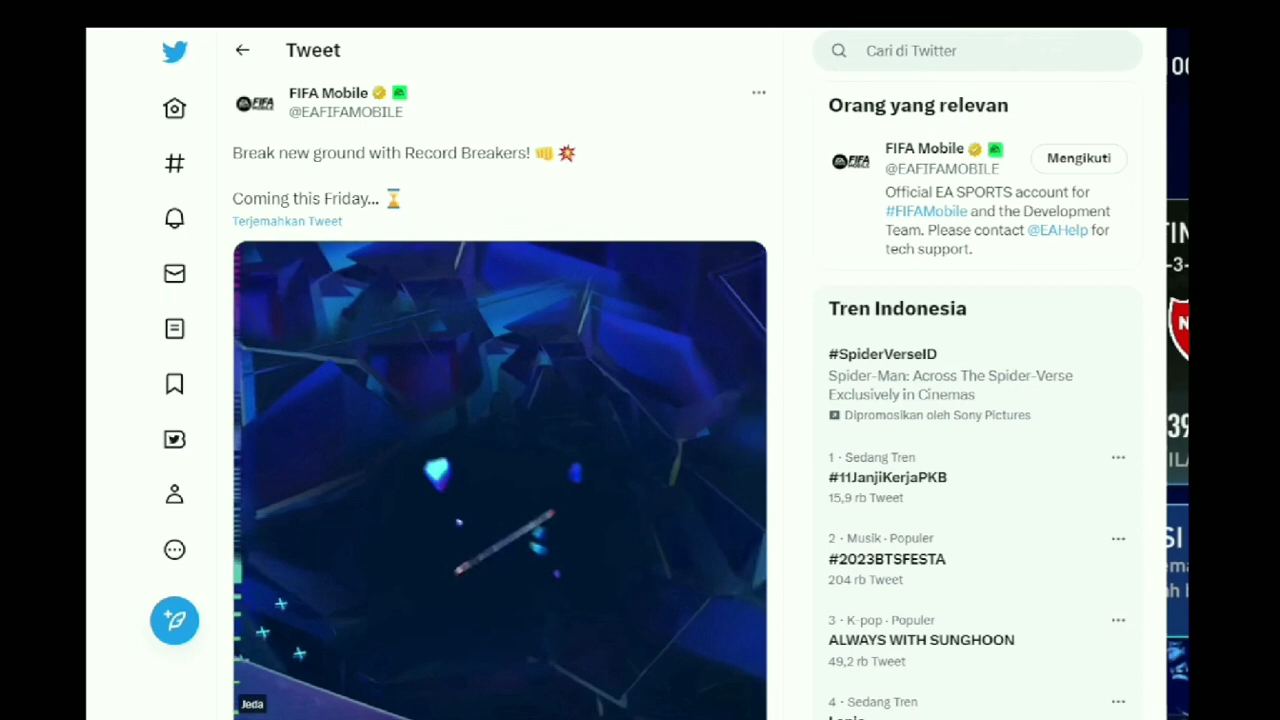 Tweet
FIFA Mobile
@EAFIFAMOBILE
Break new ground with Record Breakers! 👊 💥
Coming this Friday... ⏳
Terjemahkan Tweet
Jeda
Cari di Twitter
Orang yang relevan
FIFA Mobile
@EAFIFAMOBILE
Mengikuti
Official EA SPORTS account for
#FIFAMobile and the Development
Team. Please contact @EAHelp for
tech support.
Tren Indonesia
#SpiderVerseID
Spider-Man: Across The Spider-Verse
Exclusively in Cinemas
Dipromosikan oleh Sony Pictures
1 · Sedang Tren
#11JanjiKerjaPKB
15,9 rb Tweet
2 · Musik · Populer
#2023BTSFESTA
204 rb Tweet
3 · K-pop · Populer
ALWAYS WITH SUNGHOON
49,2 rb Tweet
4 · Sedang Tren